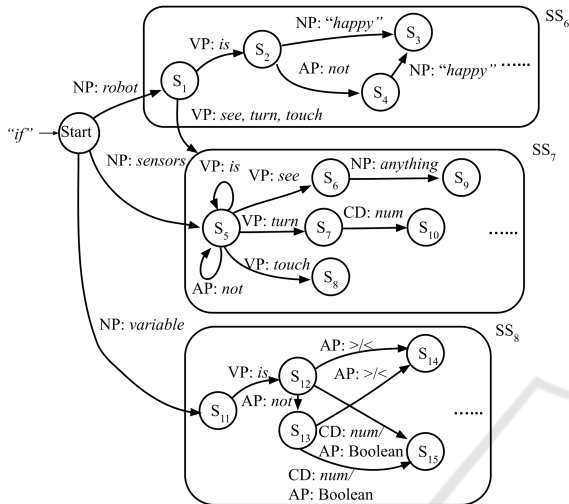 SS6
VP: is
NP: “happy”
S3
S2
AP: not
NP: “happy”
......
S1
S4
NP: robot
VP: see, turn, touch
“if”
Start
SS7
NP: sensors
VP: is
VP: see
NP: anything
S6
S9
S5
VP: turn
CD: num
S7
S10
......
VP: touch
AP: not
S8
NP: variable
SS8
AP: >/<
S14
VP: is
S12
AP: >/<
AP: not
S11
......
S13
CD: num/
AP: Boolean
S15
CD: num/
AP: Boolean